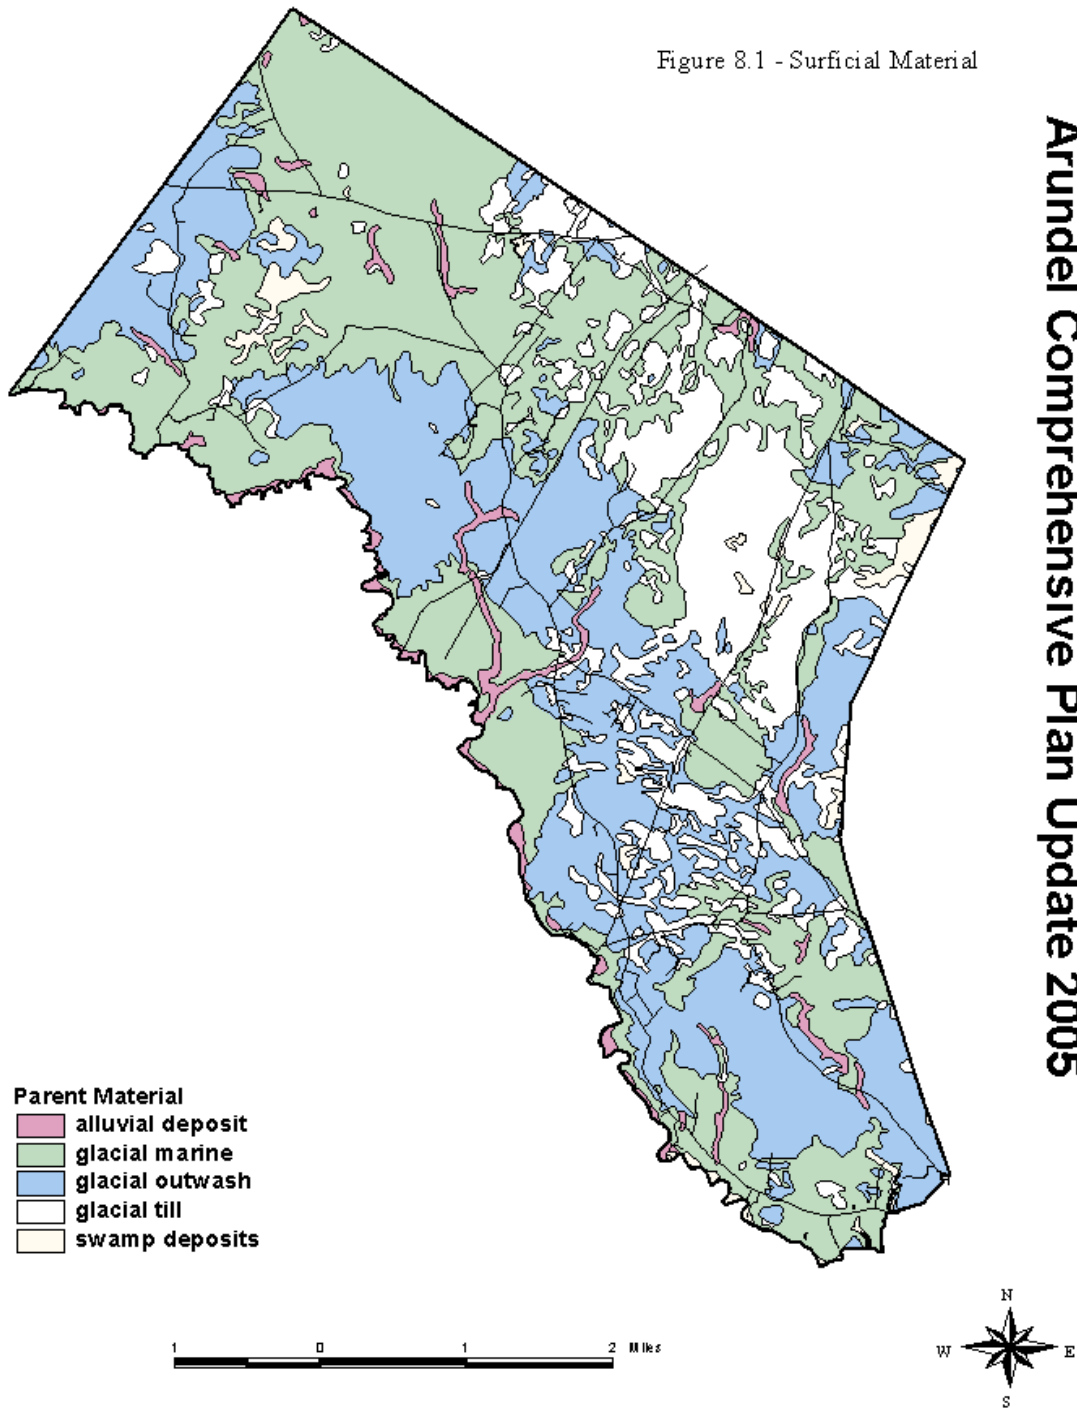 Figure 8.1 - Surficial Material
Arundel Comprehensive Plan Update 2005
Parent Material
alluvial deposit
glacial marine
glacial outwash
glacial till
swamp deposits
1 0 1 2 Miles
N
W E
S